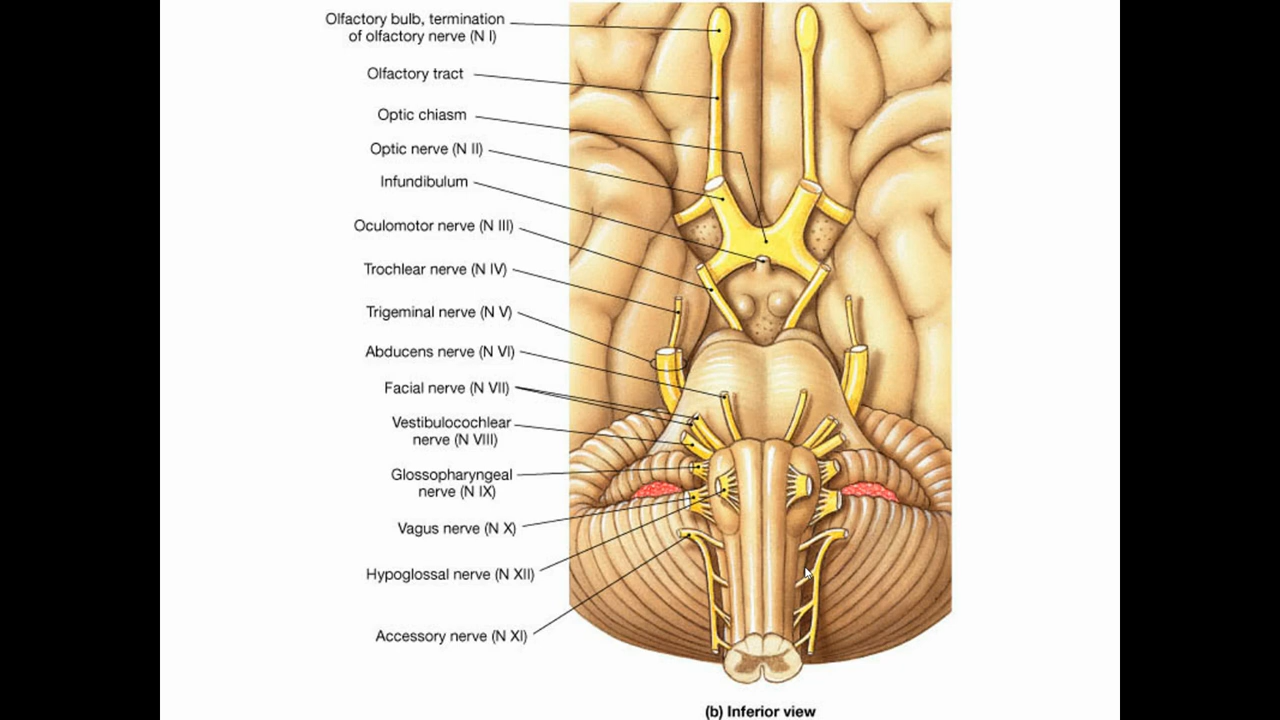 Olfactory bulb, termination
of olfactory nerve (N I)
Olfactory tract
Optic chiasm
Optic nerve (N II)
Infundibulum
Oculomotor nerve (N III)
Trochlear nerve (N IV)
Trigeminal nerve (N V)
Abducens nerve (N VI)
Facial nerve (N VII)
Vestibulocochlear
nerve (N VIII)
Glossopharyngeal
nerve (N IX)
Vagus nerve (N X)
Hypoglossal nerve (N XII)
Accessory nerve (N XI)
(b) Inferior view